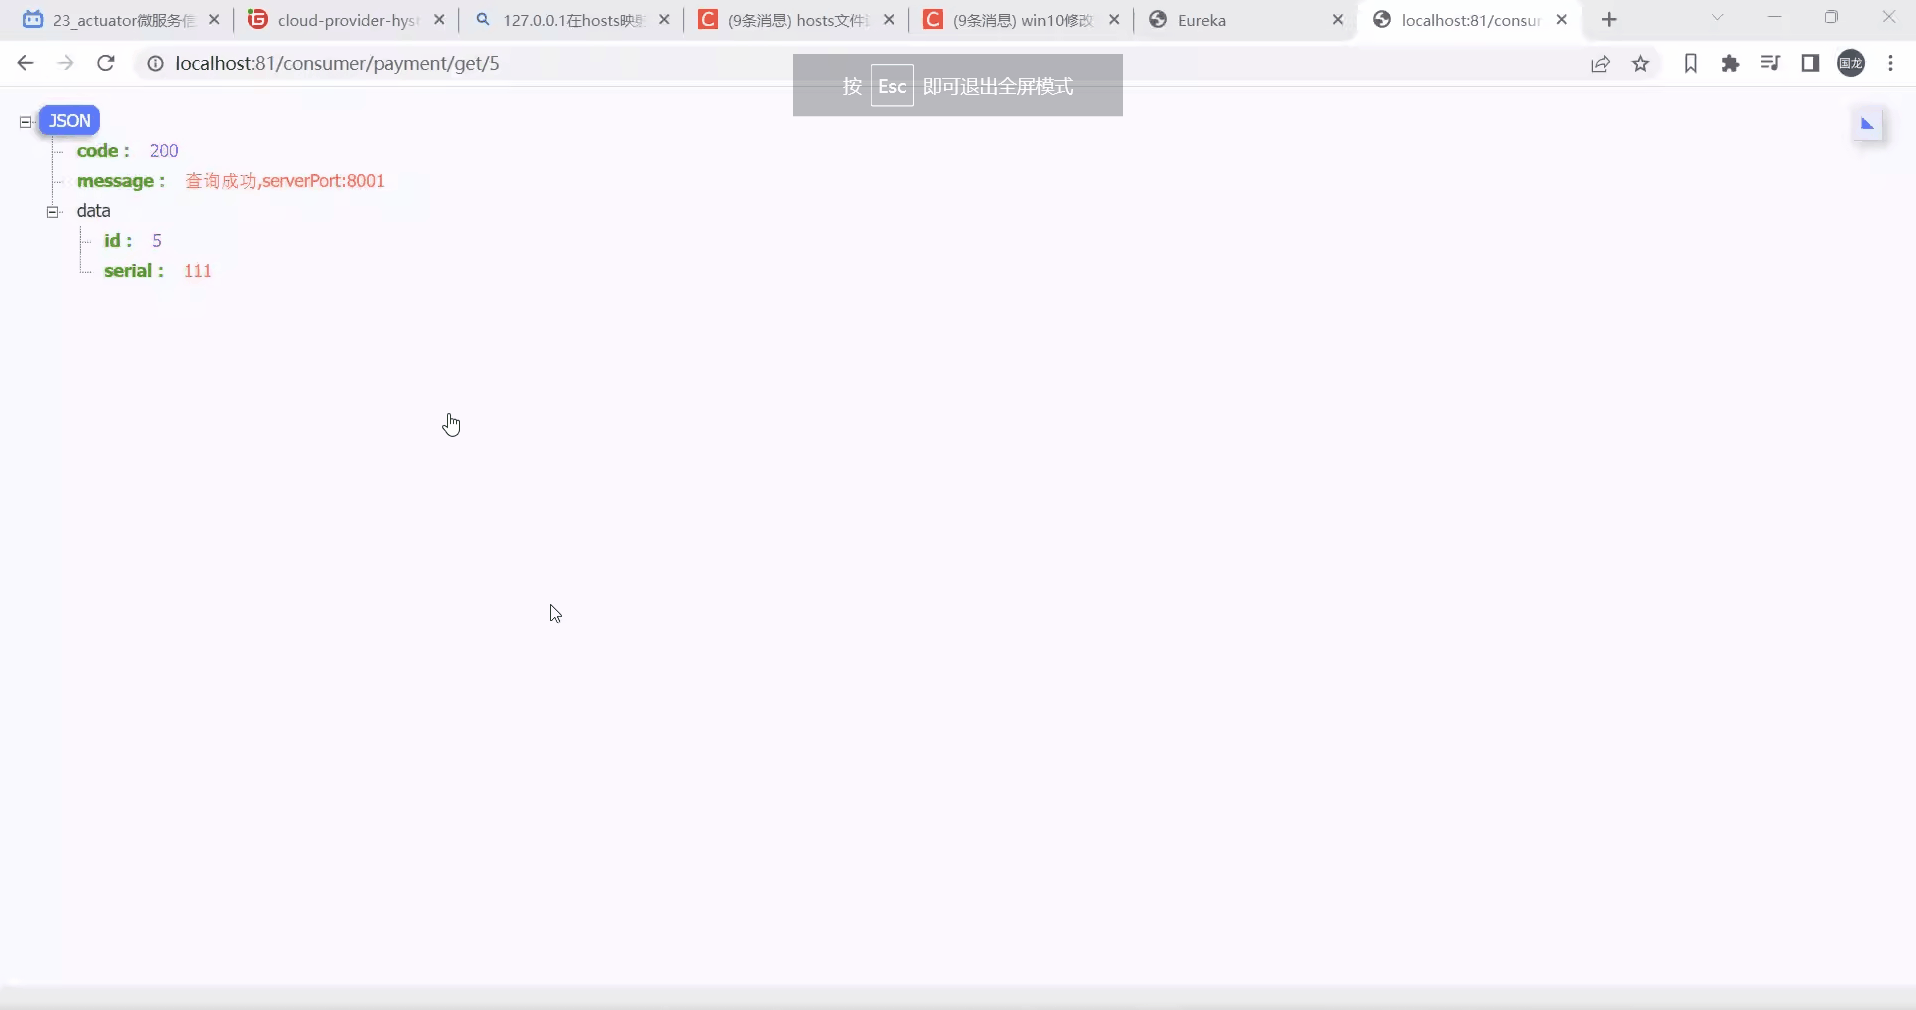 23_actuator微服务信
cloud-provider-hyst
127.0.0.1在hosts映射
(9条消息) hosts文件
(9条消息) win10修改
Eureka
localhost:81/consu
localhost:81/consumer/payment/get/5
国龙
按 Esc 即可退出全屏模式
JSON
code : 200
message : 查询成功,serverPort:8001
data
id : 5
serial : 111